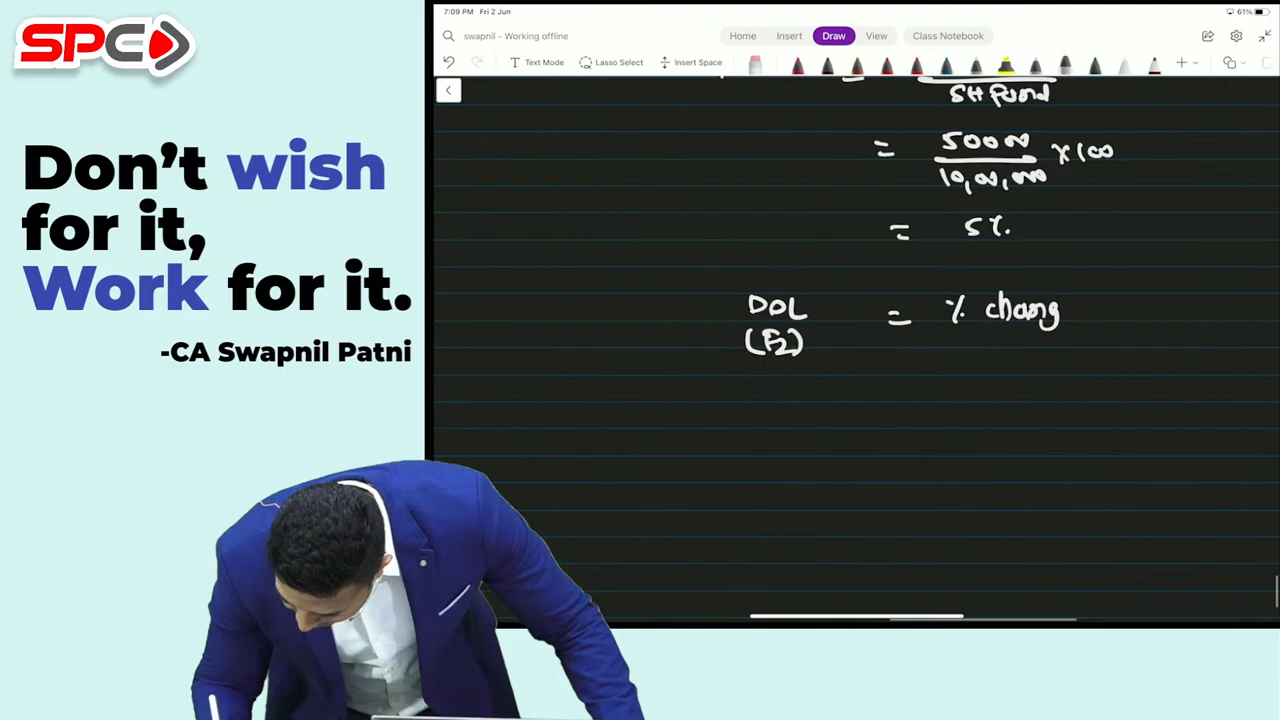 SPC
Don't wish
for it,
Work for it.
-CA Swapnil Patni
7:09 PM Fri 2 Jun
61%
swapnil - Working offline
Home Insert Draw View Class Notebook
Text Mode Lasso Select Insert Space
SH Fund
= 50000 x 100
10,00,000
= 5%
DOL = % chang
(F2)